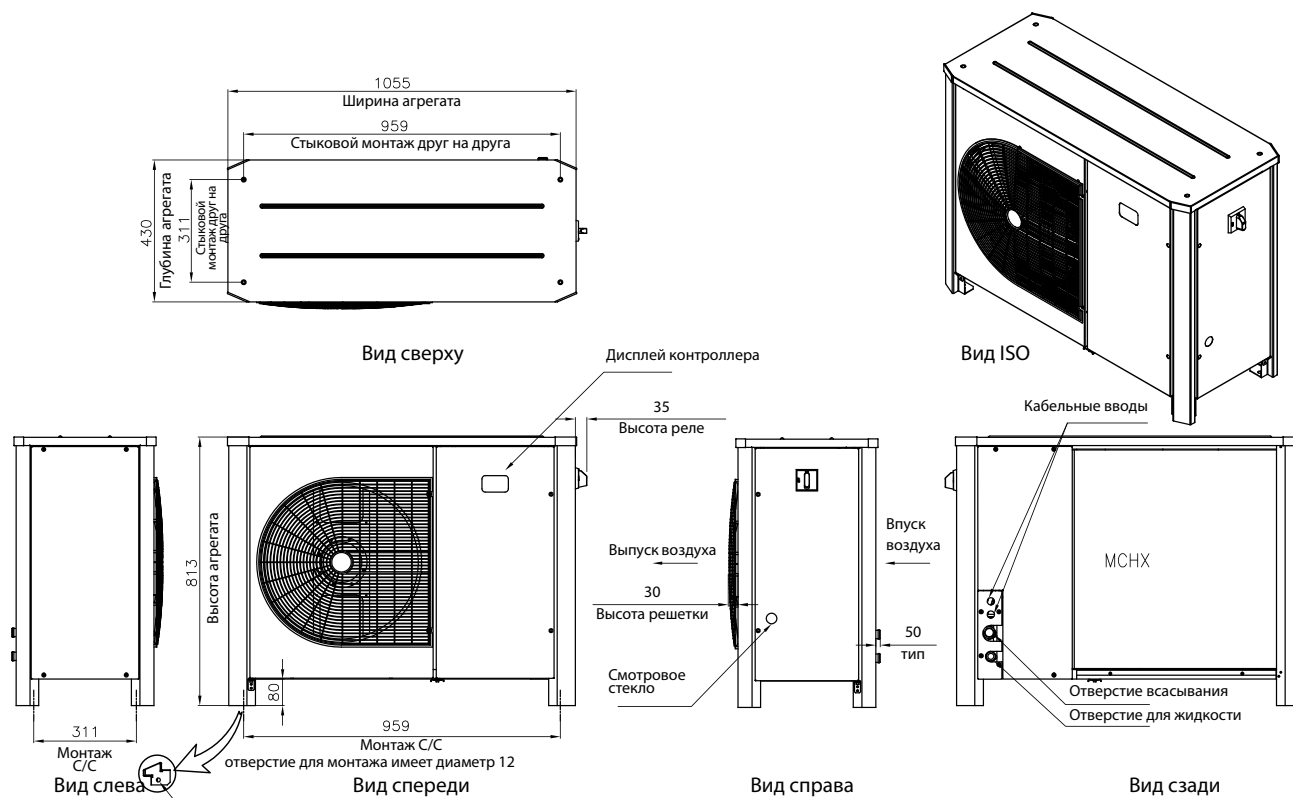 1055
Ширина агрегата
959
Стыковой монтаж друг на друга
430
Глубина агрегата
311
Стыковой
монтаж друг на
друга
Вид сверху
Вид ISO
Дисплей контроллера
35
Высота реле
Кабельные вводы
813
Высота агрегата
Выпуск воздуха
Впуск
воздуха
MCHX
30
Высота решетки
50
тип
Смотровое
стекло
80
Отверстие всасывания
Отверстие для жидкости
311
Монтаж
C/C
959
Монтаж C/C
отверстие для монтажа имеет диаметр 12
Вид слева
Вид спереди
Вид справа
Вид сзади